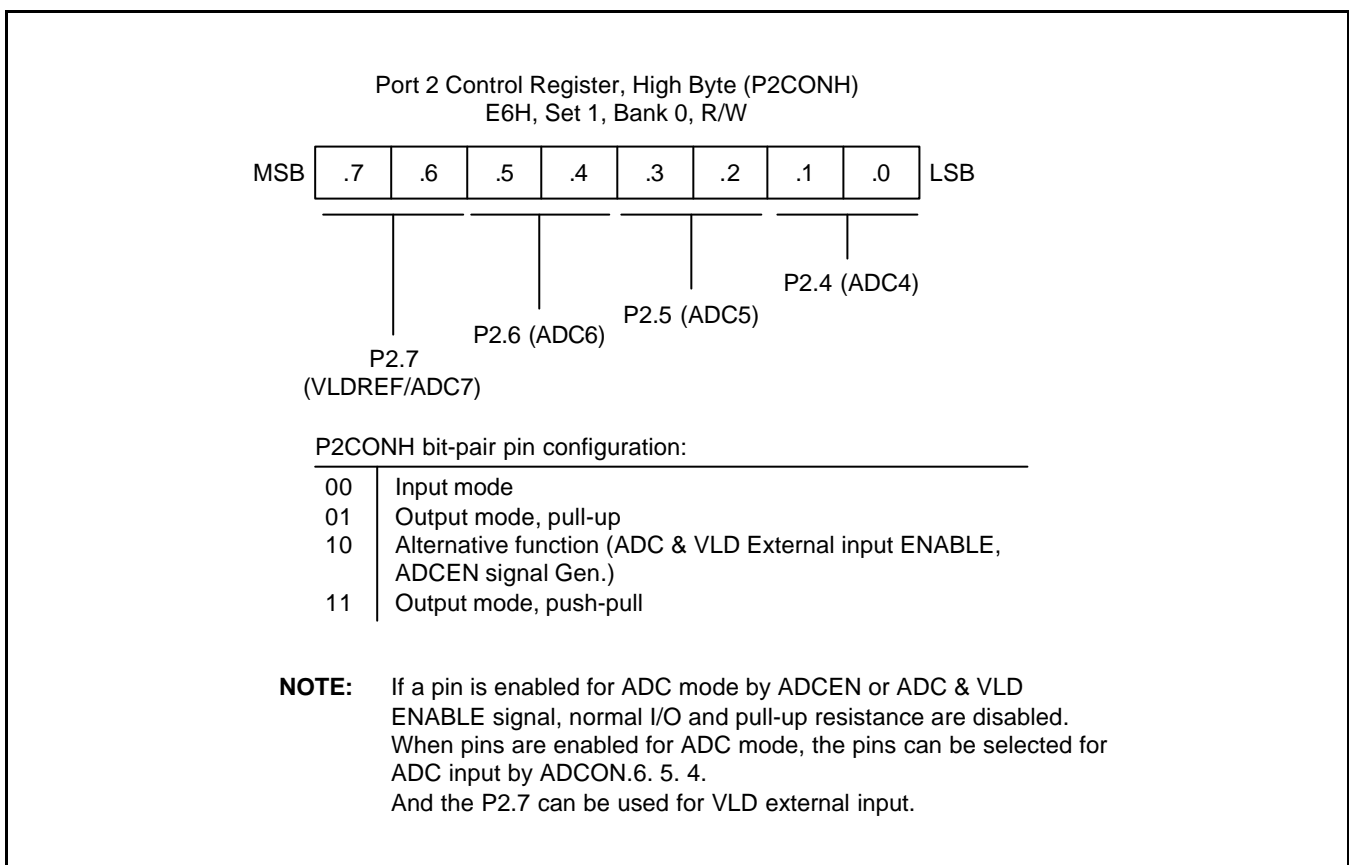 Port 2 Control Register, High Byte (P2CONH)
E6H, Set 1, Bank 0, R/W
MSB .7 .6 .5 .4 .3 .2 .1 .0 LSB
P2.4 (ADC4)
P2.5 (ADC5)
P2.6 (ADC6)
P2.7
(VLDREF/ADC7)
P2CONH bit-pair pin configuration:
00 Input mode
01 Output mode, pull-up
10 Alternative function (ADC & VLD External input ENABLE,
ADCEN signal Gen.)
11 Output mode, push-pull
NOTE: If a pin is enabled for ADC mode by ADCEN or ADC & VLD
ENABLE signal, normal I/O and pull-up resistance are disabled.
When pins are enabled for ADC mode, the pins can be selected for
ADC input by ADCON.6. 5. 4.
And the P2.7 can be used for VLD external input.